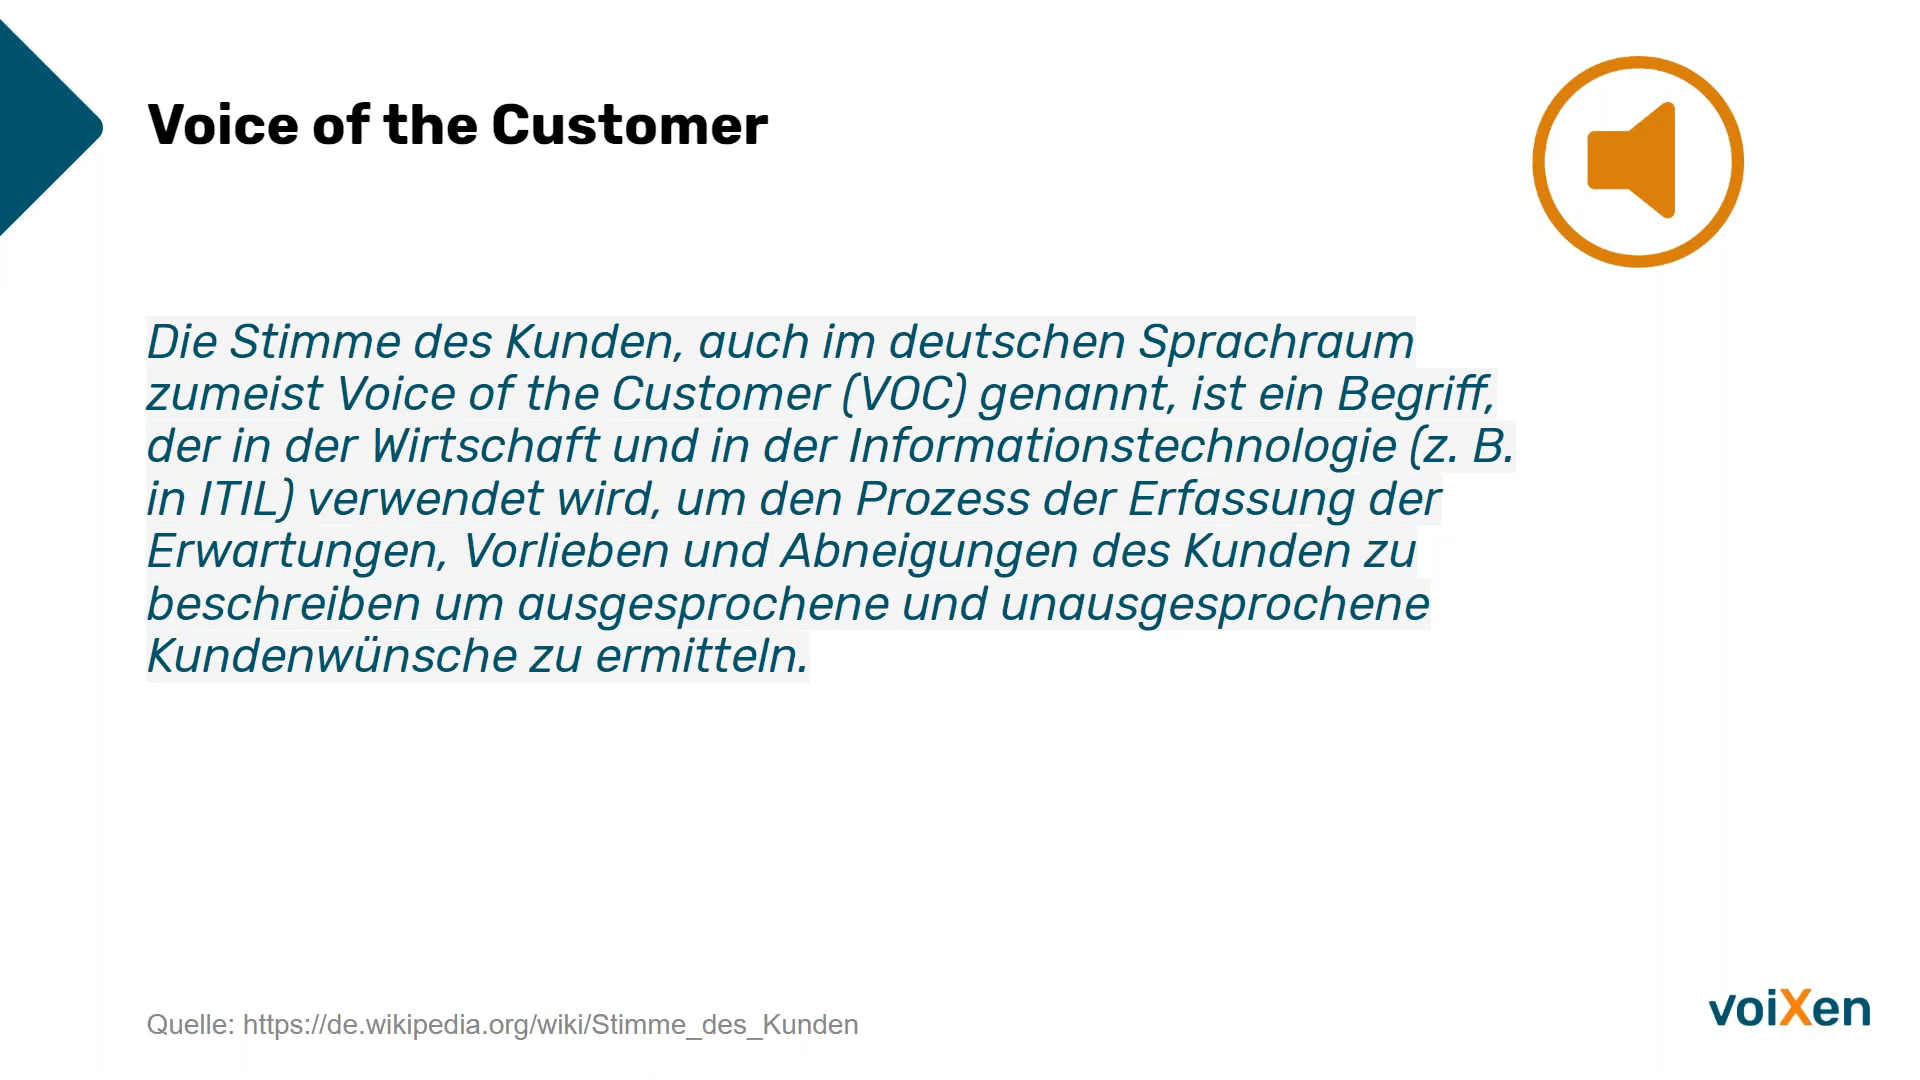 Voice of the Customer
Die Stimme des Kunden, auch im deutschen Sprachraum
zumeist Voice of the Customer (VOC) genannt, ist ein Begriff,
der in der Wirtschaft und in der Informationstechnologie (z. B.
in ITIL) verwendet wird, um den Prozess der Erfassung der
Erwartungen, Vorlieben und Abneigungen des Kunden zu
beschreiben um ausgesprochene und unausgesprochene
Kundenwünsche zu ermitteln.
Quelle: https://de.wikipedia.org/wiki/Stimme_des_Kunden
voiXen